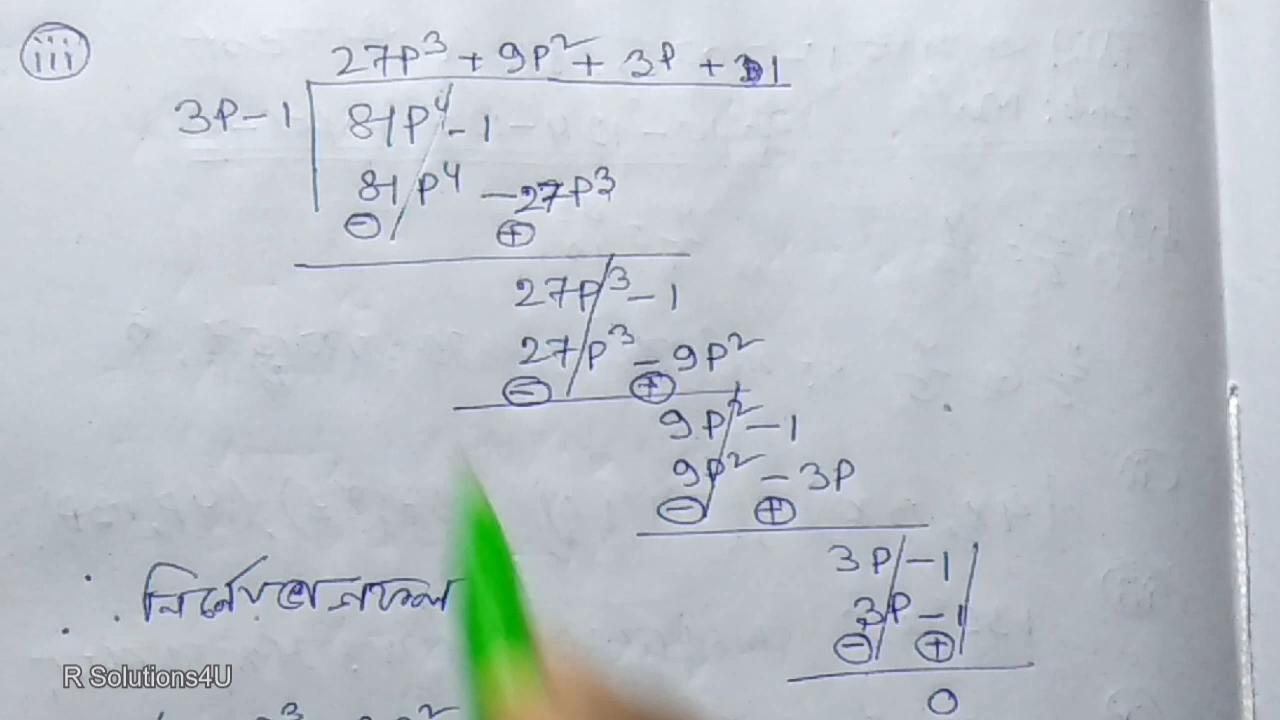 iii
27P³ + 9P² + 3P + 1
3P - 1
81P⁴ - 1
81P⁴ - 27P³
- +
27P³ - 1
27P³ - 9P²
- +
9P² - 1
9P² - 3P
- +
3P - 1
3P - 1
- +
0
∴ নির্ণেয় ভাগফল
R Solutions4U